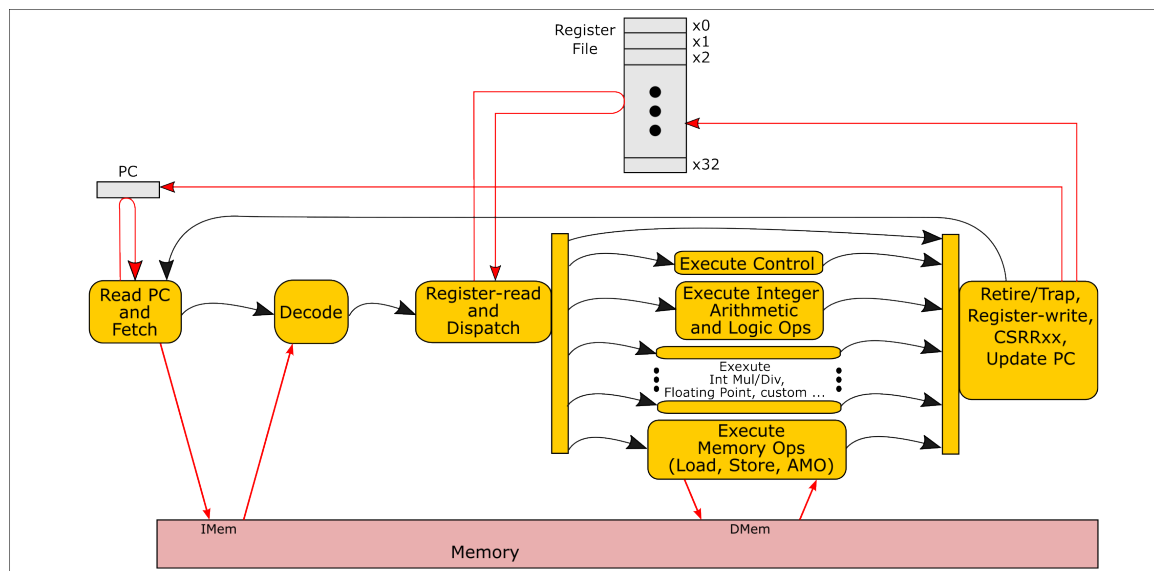 Register
File
x0
x1
x2
x32
PC
Read PC
and
Fetch
Decode
Register-read
and
Dispatch
Execute Control
Execute Integer
Arithmetic
and Logic Ops
Exexute
Int Mul/Div,
Floating Point, custom ...
Execute
Memory Ops
(Load, Store, AMO)
Retire/Trap,
Register-write,
CSRRxx,
Update PC
IMem
DMem
Memory